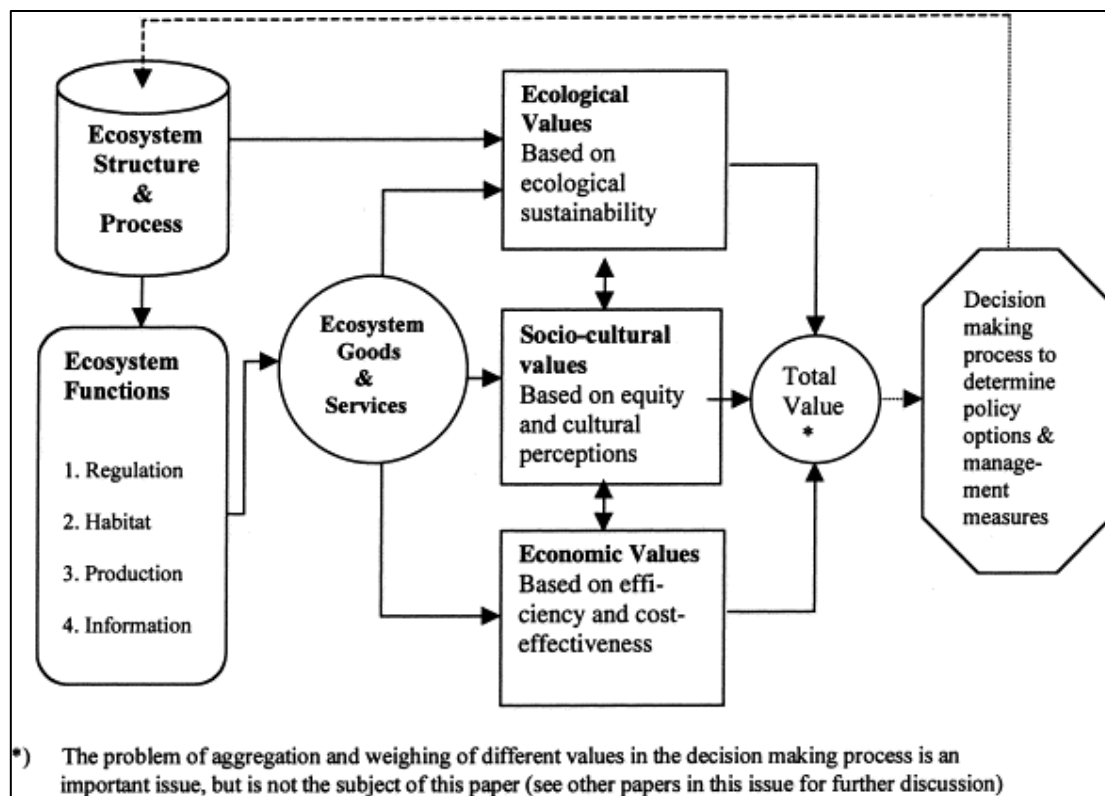 Ecosystem
Structure
&
Process
Ecosystem
Functions
1. Regulation
2. Habitat
3. Production
4. Information
Ecosystem
Goods
&
Services
Ecological
Values
Based on
ecological
sustainability
Socio-cultural
values
Based on equity
and cultural
perceptions
Economic Values
Based on effi-
ciency and cost-
effectiveness
Total
Value
*
Decision
making
process to
determine
policy
options &
manage-
ment
measures
*) The problem of aggregation and weighing of different values in the decision making process is an
important issue, but is not the subject of this paper (see other papers in this issue for further discussion)